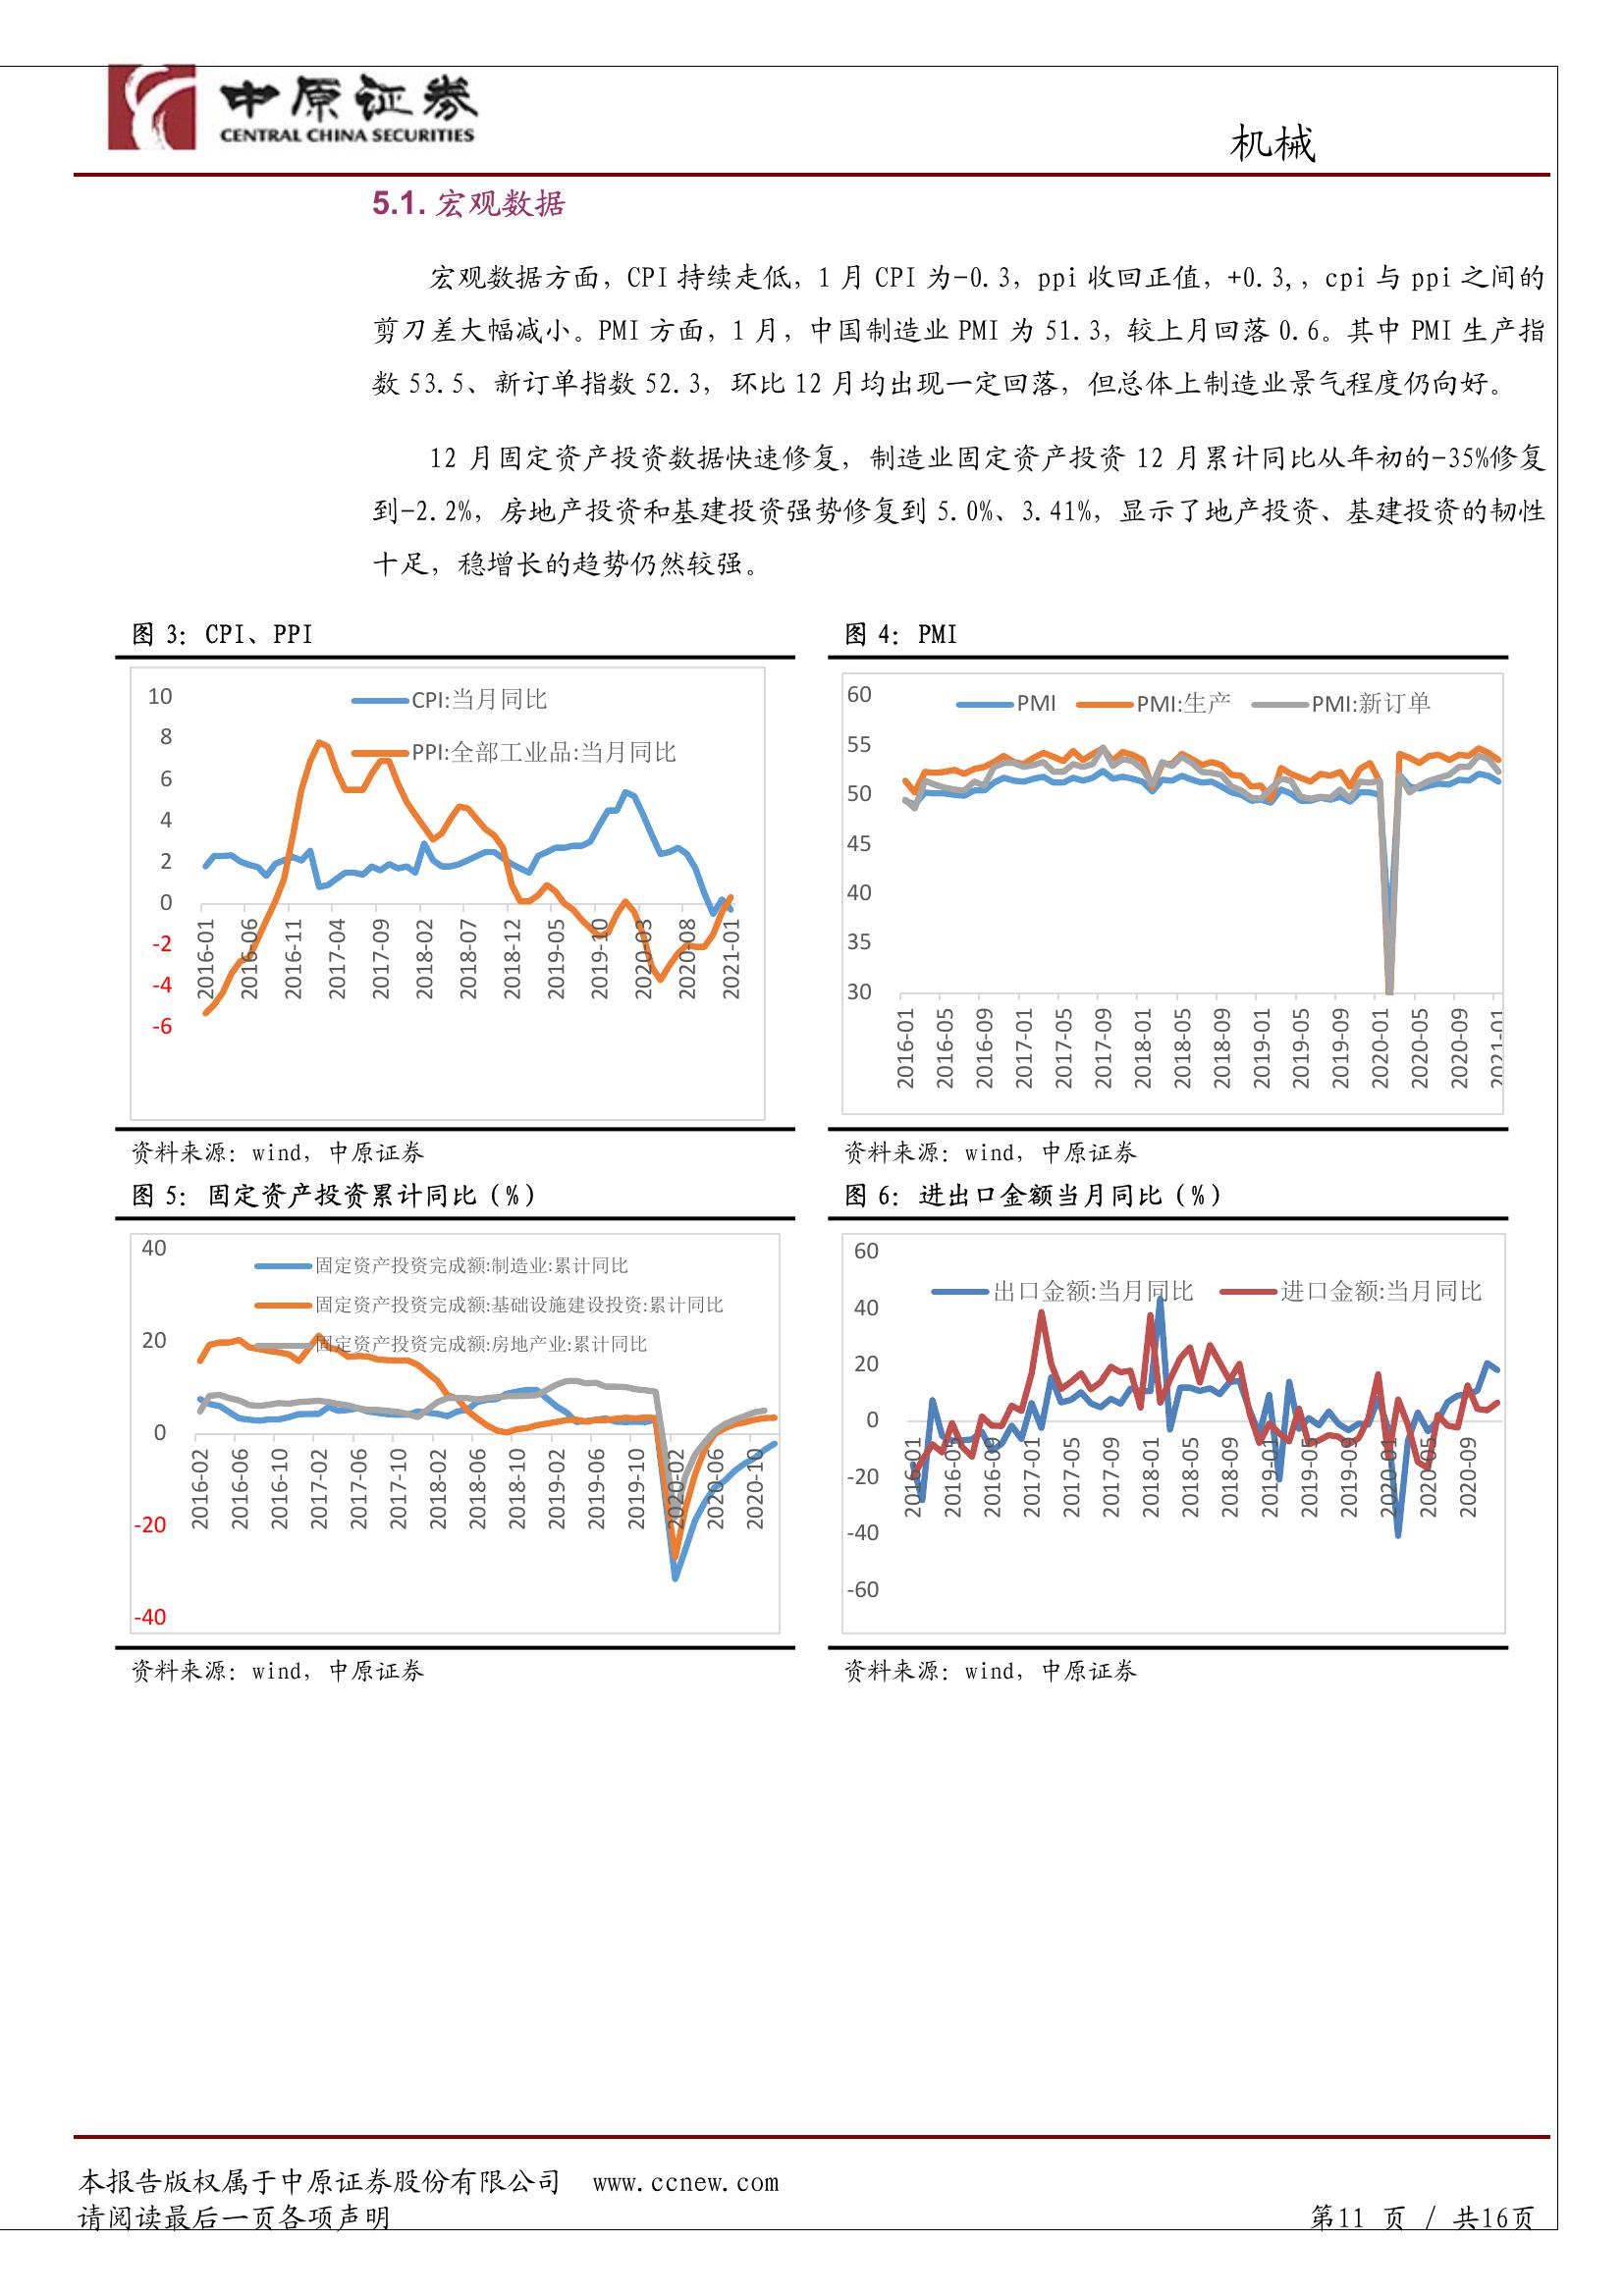 中原证券
CENTRAL CHINA SECURITIES
机械
5.1. 宏观数据
宏观数据方面，CPI 持续走低，1 月 CPI 为-0.3，ppi 收回正值，+0.3,，cpi 与 ppi 之间的
剪刀差大幅减小。PMI 方面，1 月，中国制造业 PMI 为 51.3，较上月回落 0.6。其中 PMI 生产指
数 53.5、新订单指数 52.3，环比 12 月均出现一定回落，但总体上制造业景气程度仍向好。
12 月固定资产投资数据快速修复，制造业固定资产投资 12 月累计同比从年初的-35%修复
到-2.2%，房地产投资和基建投资强势修复到 5.0%、3.41%，显示了地产投资、基建投资的韧性
十足，稳增长的趋势仍然较强。
图 3：CPI、PPI
10
8
6
4
2
0
-2
-4
-6
CPI:当月同比
PPI:全部工业品:当月同比
2016-01
2016-06
2016-11
2017-04
2017-09
2018-02
2018-07
2018-12
2019-05
2019-10
2020-03
2020-08
2021-01
资料来源：wind，中原证券
图 4：PMI
60
55
50
45
40
35
30
PMI
PMI:生产
PMI:新订单
2016-01
2016-05
2016-09
2017-01
2017-05
2017-09
2018-01
2018-05
2018-09
2019-01
2019-05
2019-09
2020-01
2020-05
2020-09
2021-01
资料来源：wind，中原证券
图 5：固定资产投资累计同比（%）
40
20
0
-20
-40
固定资产投资完成额:制造业:累计同比
固定资产投资完成额:基础设施建设投资:累计同比
固定资产投资完成额:房地产业:累计同比
2016-02
2016-06
2016-10
2017-02
2017-06
2017-10
2018-02
2018-06
2018-10
2019-02
2019-06
2019-10
2020-02
2020-06
2020-10
资料来源：wind，中原证券
图 6：进出口金额当月同比（%）
60
40
20
0
-20
-40
-60
出口金额:当月同比
进口金额:当月同比
2016-01
2016-05
2016-09
2017-01
2017-05
2017-09
2018-01
2018-05
2018-09
2019-01
2019-05
2019-09
2020-01
2020-05
2020-09
资料来源：wind，中原证券
本报告版权属于中原证券股份有限公司 www.ccnew.com
请阅读最后一页各项声明
第11 页 / 共16页